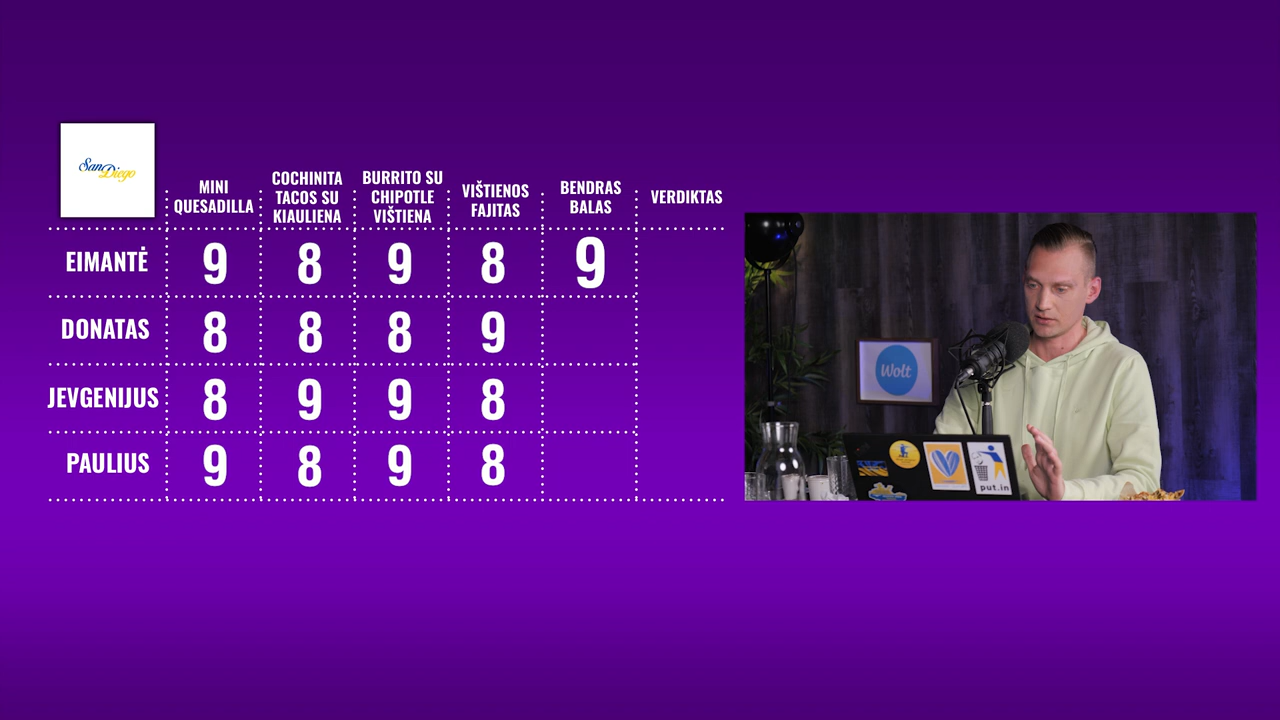 San
Diego
MINI
QUESADILLA
COCHINITA
TACOS SU
KIAULIENA
BURRITO SU
CHIPOTLE
VIŠTIENA
VIŠTIENOS
FAJITAS
BENDRAS
BALAS
VERDIKTAS
EIMANTĖ 9 8 9 8 9
DONATAS 8 8 8 9
JEVGENIJUS 8 9 9 8
PAULIUS 9 8 9 8
Wolt
put.in